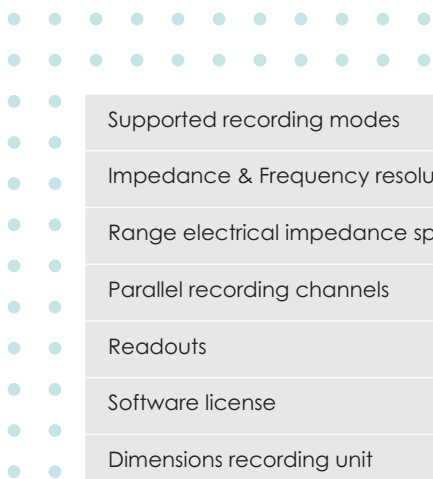 Supported recording modes
Impedance & Frequency resolu
Range electrical impedance sp
Parallel recording channels
Readouts
Software license
Dimensions recording unit